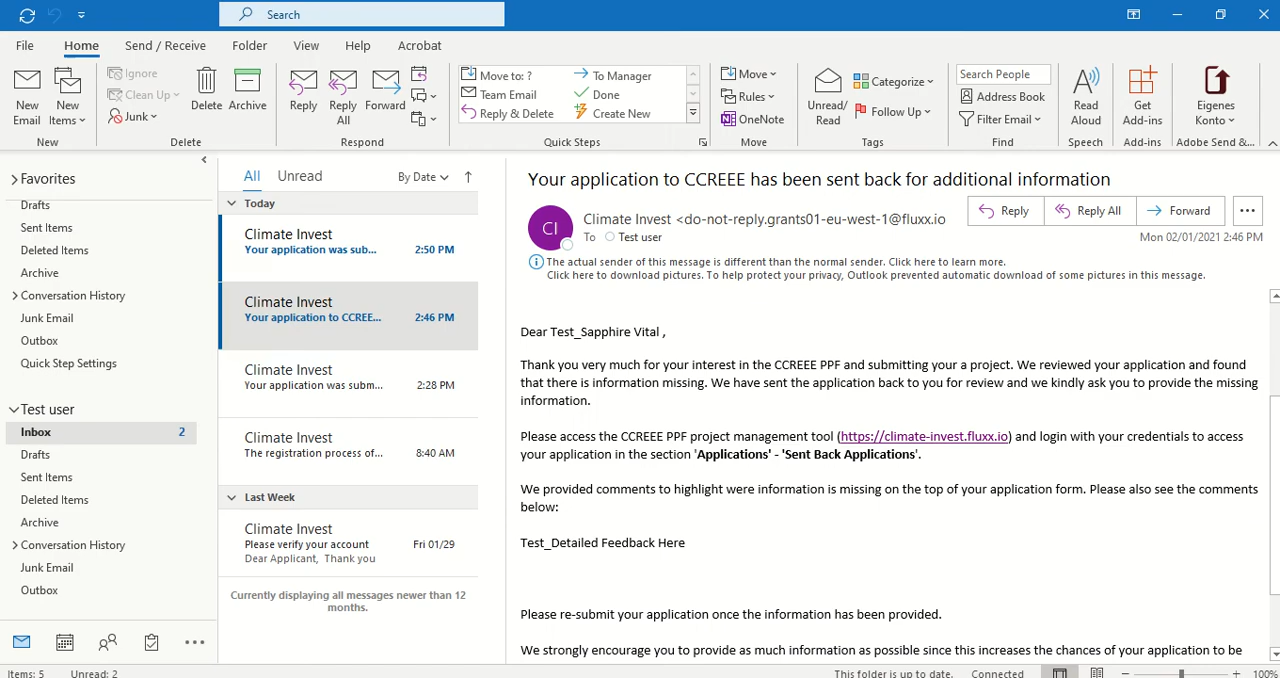 Search
File Home Send / Receive Folder View Help Acrobat
New Email
New Items
New
Ignore
Clean Up
Junk
Delete
Archive
Delete
Reply
Reply All
Forward
Respond
Move to: ?
Team Email
Reply & Delete
To Manager
Done
Create New
Quick Steps
Move
Rules
OneNote
Move
Unread/ Read
Categorize
Follow Up
Tags
Search People
Address Book
Filter Email
Find
Read Aloud
Speech
Get Add-ins
Add-ins
Eigenes Konto
Adobe Send &...
Favorites
Drafts
Sent Items
Deleted Items
Archive
Conversation History
Junk Email
Outbox
Quick Step Settings
Test user
Inbox 2
Drafts
Sent Items
Deleted Items
Archive
Conversation History
Junk Email
Outbox
All Unread By Date
Today
Climate Invest
Your application was sub... 2:50 PM
Climate Invest
Your application to CCREE... 2:46 PM
Climate Invest
Your application was subm... 2:28 PM
Climate Invest
The registration process of... 8:40 AM
Last Week
Climate Invest
Please verify your account Fri 01/29
Dear Applicant, Thank you
Currently displaying all messages newer than 12
months.
Your application to CCREEE has been sent back for additional information
CI
Climate Invest <do-not-reply.grants01-eu-west-1@fluxx.io
To Test user
Reply Reply All Forward
Mon 02/01/2021 2:46 PM
The actual sender of this message is different than the normal sender. Click here to learn more.
Click here to download pictures. To help protect your privacy, Outlook prevented automatic download of some pictures in this message.
Dear Test_Sapphire Vital ,
Thank you very much for your interest in the CCREEE PPF and submitting your a project. We reviewed your application and found
that there is information missing. We have sent the application back to you for review and we kindly ask you to provide the missing
information.
Please access the CCREEE PPF project management tool (https://climate-invest.fluxx.io) and login with your credentials to access
your application in the section 'Applications' - 'Sent Back Applications'.
We provided comments to highlight were information is missing on the top of your application form. Please also see the comments
below:
Test_Detailed Feedback Here
Please re-submit your application once the information has been provided.
We strongly encourage you to provide as much information as possible since this increases the chances of your application to be
Items: 5 Unread: 2 This folder is up to date. Connected 100%